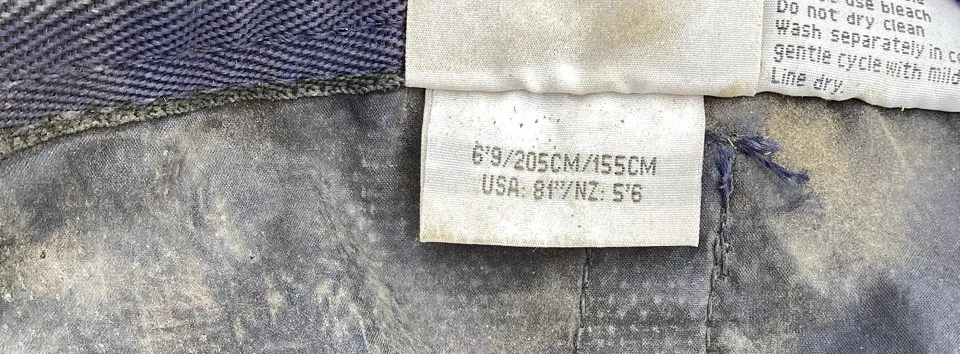 use bleach
Do not dry clean
Wash separately in
gentle cycle with mild
Line dry.
6'9/205CM/155CM
USA: 81"/NZ: 5'6